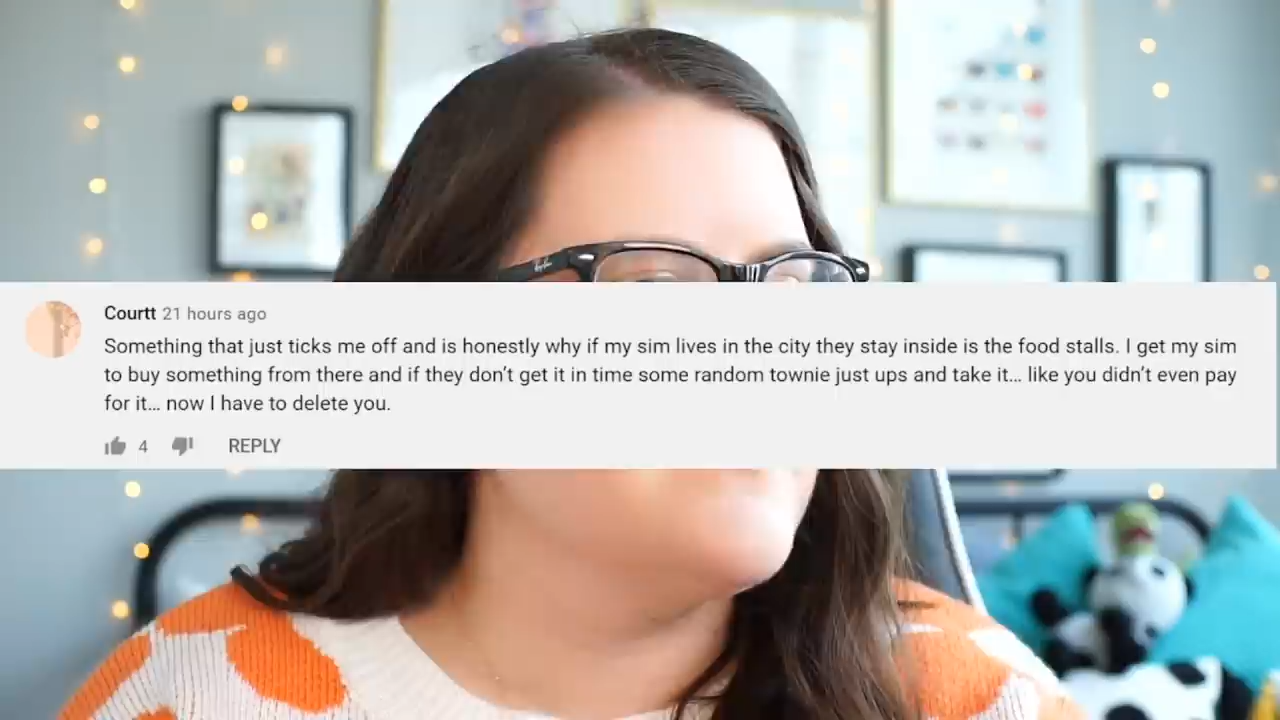 Courtt 21 hours ago
Something that just ticks me off and is honestly why if my sim lives in the city they stay inside is the food stalls. I get my sim
to buy something from there and if they don’t get it in time some random townie just ups and take it... like you didn’t even pay
for it... now I have to delete you.
4 REPLY
Ray-Ban